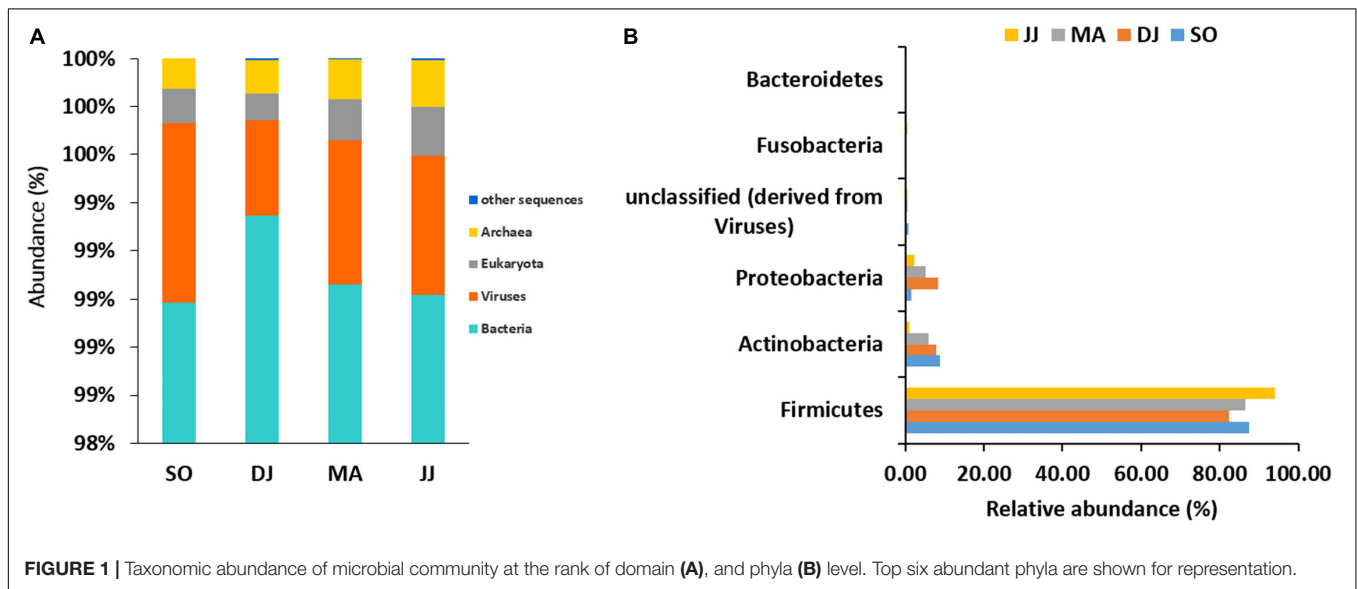 A
100%
100%
100%
99%
99%
99%
99%
99%
98%
Abundance (%)
SO DJ MA JJ
other sequences
Archaea
Eukaryota
Viruses
Bacteria
B
JJ MA DJ SO
Bacteroidetes
Fusobacteria
unclassified (derived from
Viruses)
Proteobacteria
Actinobacteria
Firmicutes
0.00 20.00 40.00 60.00 80.00 100.00
Relative abundance (%)
FIGURE 1 | Taxonomic abundance of microbial community at the rank of domain (A), and phyla (B) level. Top six abundant phyla are shown for representation.